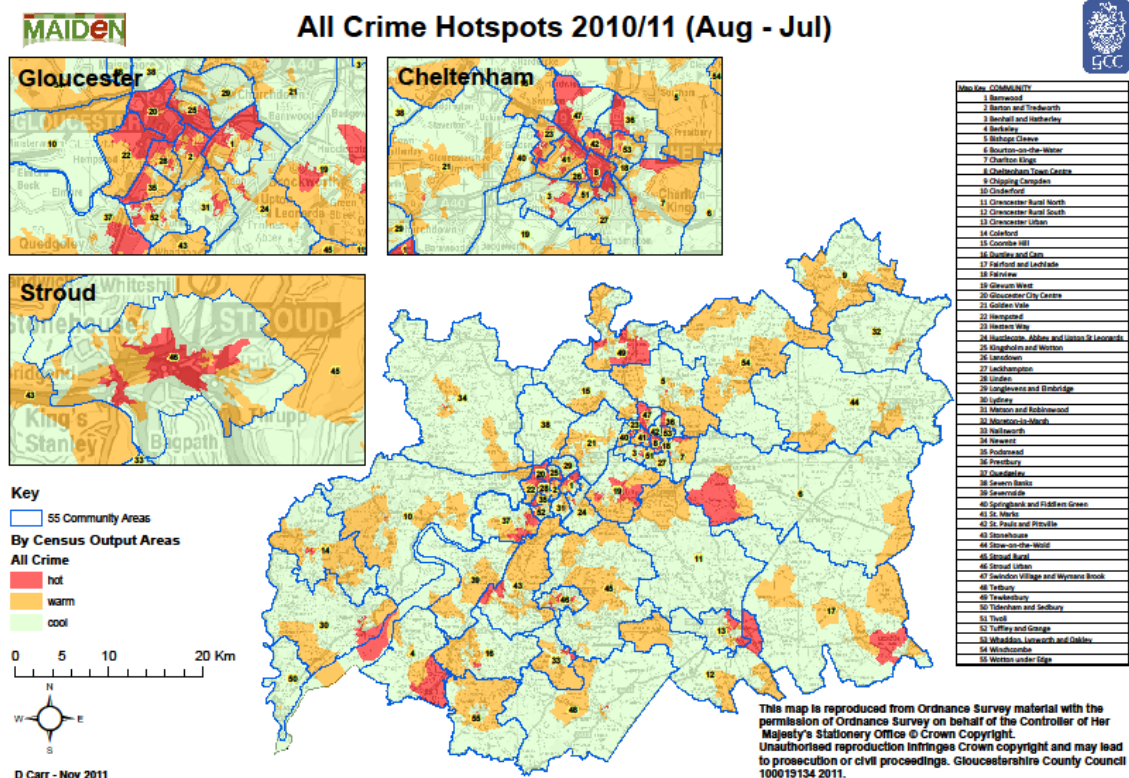 MAIDeN
All Crime Hotspots 2010/11 (Aug - Jul)
gcc
Gloucester
Cheltenham
Stroud
Whiteshill
STROUD
King's
Stanley
Bagpath
Thrupp
Quedgeley
Map Key COMMUNITY
1 Barnwood
2 Barton and Tredworth
3 Benhall and Hatherley
4 Berkeley
5 Bishops Cleeve
6 Bourton-on-the-Water
7 Charlton Kings
8 Cheltenham Town Centre
9 Chipping Campden
10 Cinderford
11 Cirencester Rural North
12 Cirencester Rural South
13 Cirencester Urban
14 Coleford
15 Coombe Hill
16 Dursley and Cam
17 Fairford and Lechlade
18 Fairview
19 Glevum West
20 Gloucester City Centre
21 Golden Vale
22 Hempsted
23 Hesters Way
24 Hucclecote, Abbey and Upton St Leonards
25 Kingsholm and Wotton
26 Lansdown
27 Leckhampton
28 Linden
29 Longlevens and Elmbridge
30 Lydney
31 Matson and Robinswood
32 Moreton-in-Marsh
33 Nailsworth
34 Newent
35 Podsmead
36 Prestbury
37 Quedgeley
38 Severn Banks
39 Severnside
40 Springbank and Fiddlers Green
41 St. Marks
42 St. Pauls and Pittville
43 Stonehouse
44 Stow-on-the-Wold
45 Stroud Rural
46 Stroud Urban
47 Swindon Village and Wymans Brook
48 Tetbury
49 Tewkesbury
50 Tidenham and Sedbury
51 Tivoli
52 Tuffley and Grange
53 Whaddon, Lynworth and Oakley
54 Winchcombe
55 Wotton under Edge
Key
55 Community Areas
By Census Output Areas
All Crime
hot
warm
cool
0 5 10 20 Km
N
W E
S
D Carr - Nov 2011
This map is reproduced from Ordnance Survey material with the
permission of Ordnance Survey on behalf of the Controller of Her
Majesty's Stationery Office © Crown Copyright.
Unauthorised reproduction infringes Crown copyright and may lead
to prosecution or civil proceedings. Gloucestershire County Council
100019134 2011.